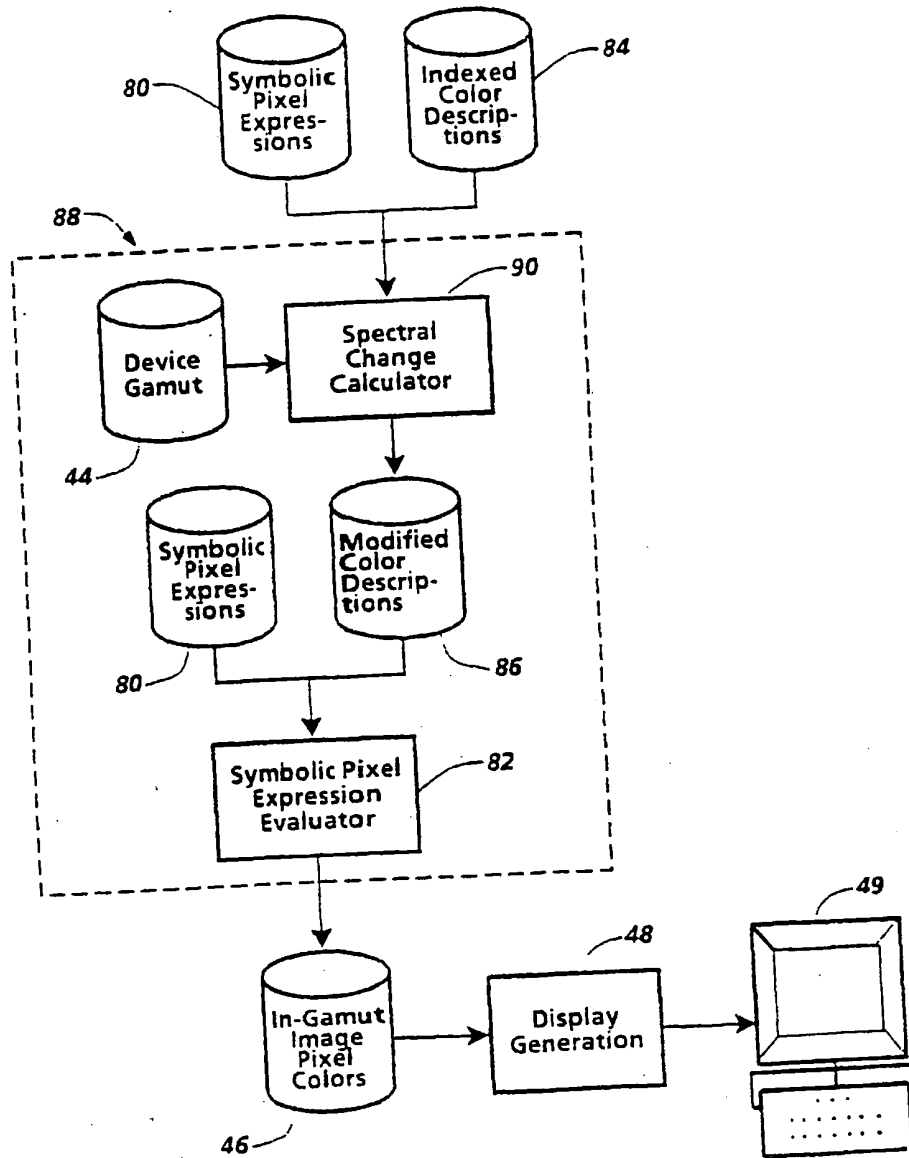 80
Symbolic
Pixel
Expres-
sions
Indexed
Color
Descrip-
tions
84
88
90
Device
Gamut
44
Spectral
Change
Calculator
Symbolic
Pixel
Expres-
sions
80
Modified
Color
Descrip-
tions
86
Symbolic Pixel
Expression
Evaluator
82
In-Gamut
Image
Pixel
Colors
46
48
Display
Generation
49